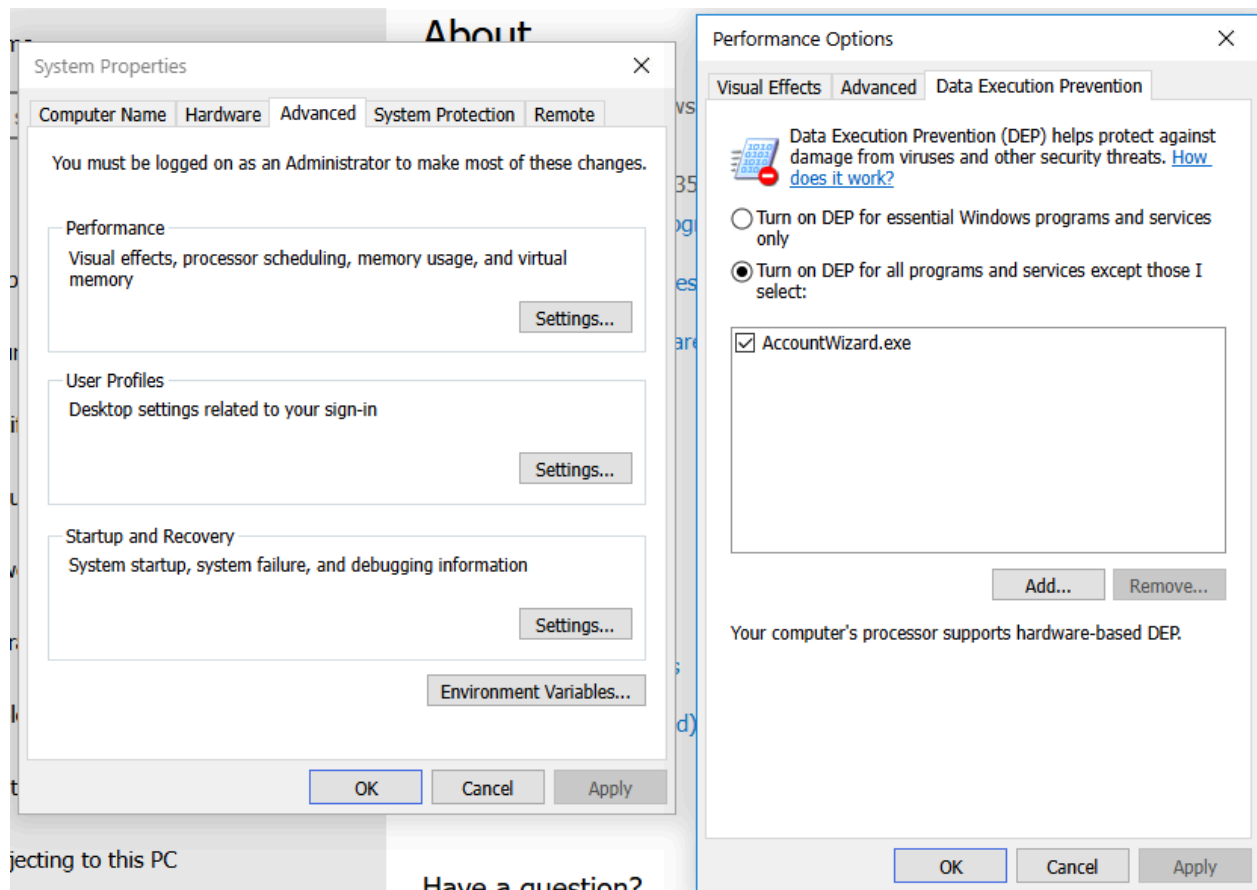 About
System Properties
Computer Name
Hardware
Advanced
System Protection
Remote
You must be logged on as an Administrator to make most of these changes.
Performance
Visual effects, processor scheduling, memory usage, and virtual
memory
Settings...
User Profiles
Desktop settings related to your sign-in
Settings...
Startup and Recovery
System startup, system failure, and debugging information
Settings...
Environment Variables...
OK
Cancel
Apply
jecting to this PC
Have a question?
Performance Options
Visual Effects
Advanced
Data Execution Prevention
Data Execution Prevention (DEP) helps protect against
damage from viruses and other security threats. How
does it work?
Turn on DEP for essential Windows programs and services
only
Turn on DEP for all programs and services except those I
select:
AccountWizard.exe
Add...
Remove...
Your computer's processor supports hardware-based DEP.
OK
Cancel
Apply